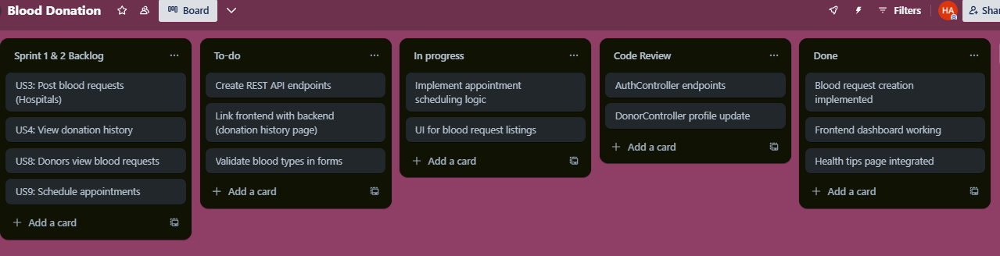 Blood Donation
Board
Filters
HA
Shar
Sprint 1 & 2 Backlog
US3: Post blood requests
(Hospitals)
US4: View donation history
US8: Donors view blood requests
US9: Schedule appointments
+ Add a card
To-do
Create REST API endpoints
Link frontend with backend
(donation history page)
Validate blood types in forms
+ Add a card
In progress
Implement appointment
scheduling logic
UI for blood request listings
+ Add a card
Code Review
AuthController endpoints
DonorController profile update
+ Add a card
Done
Blood request creation
implemented
Frontend dashboard working
Health tips page integrated
+ Add a card